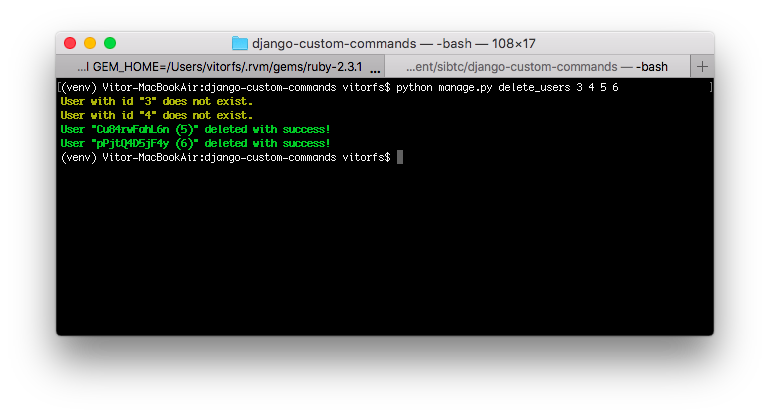 django-custom-commands — -bash — 108×17
...l GEM_HOME=/Users/vitorfs/.rvm/gems/ruby-2.3.1 ...
...ent/sibtc/django-custom-commands — -bash +
[(venv) Vitor-MacBookAir:django-custom-commands vitorfs$ python manage.py delete_users 3 4 5 6 ]
User with id "3" does not exist.
User with id "4" does not exist.
User "Cu84rwFahL6n (5)" deleted with success!
User "pPjtQ4D5jF4y (6)" deleted with success!
(venv) Vitor-MacBookAir:django-custom-commands vitorfs$